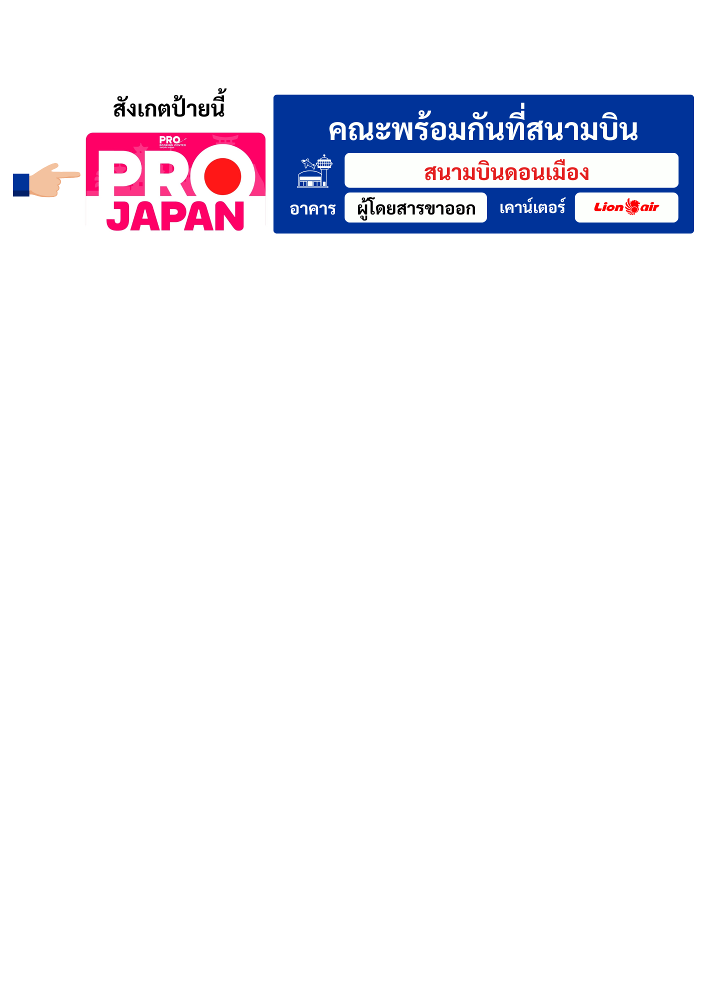 สังเกตป้ายนี้
PRO
BOOKING CENTER
PRO
JAPAN
คณะพร้อมกันที่สนามบิน
สนามบินดอนเมือง
อาคาร ผู้โดยสารขาออก เคาน์เตอร์ Lion air